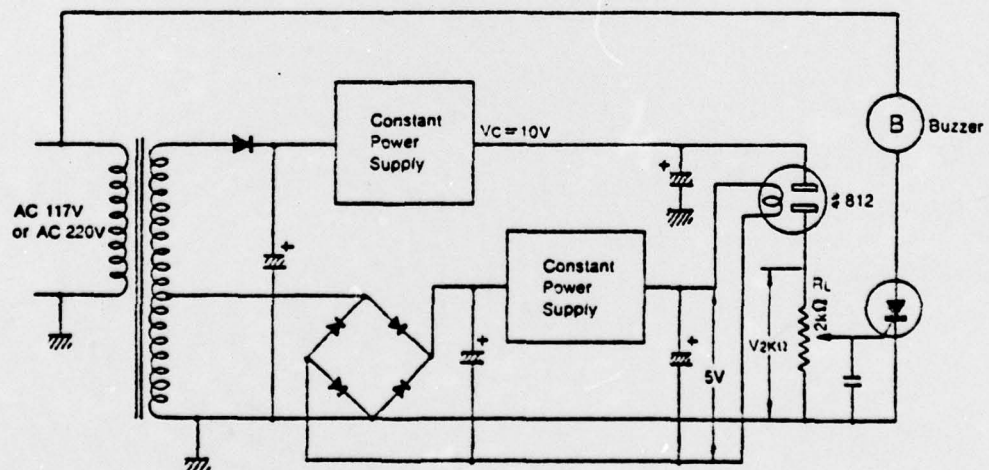 Constant
Power
Supply
VC=10V
B
Buzzer
AC 117V
or AC 220V
# 812
Constant
Power
Supply
RL
2kΩ
V2KΩ
5V